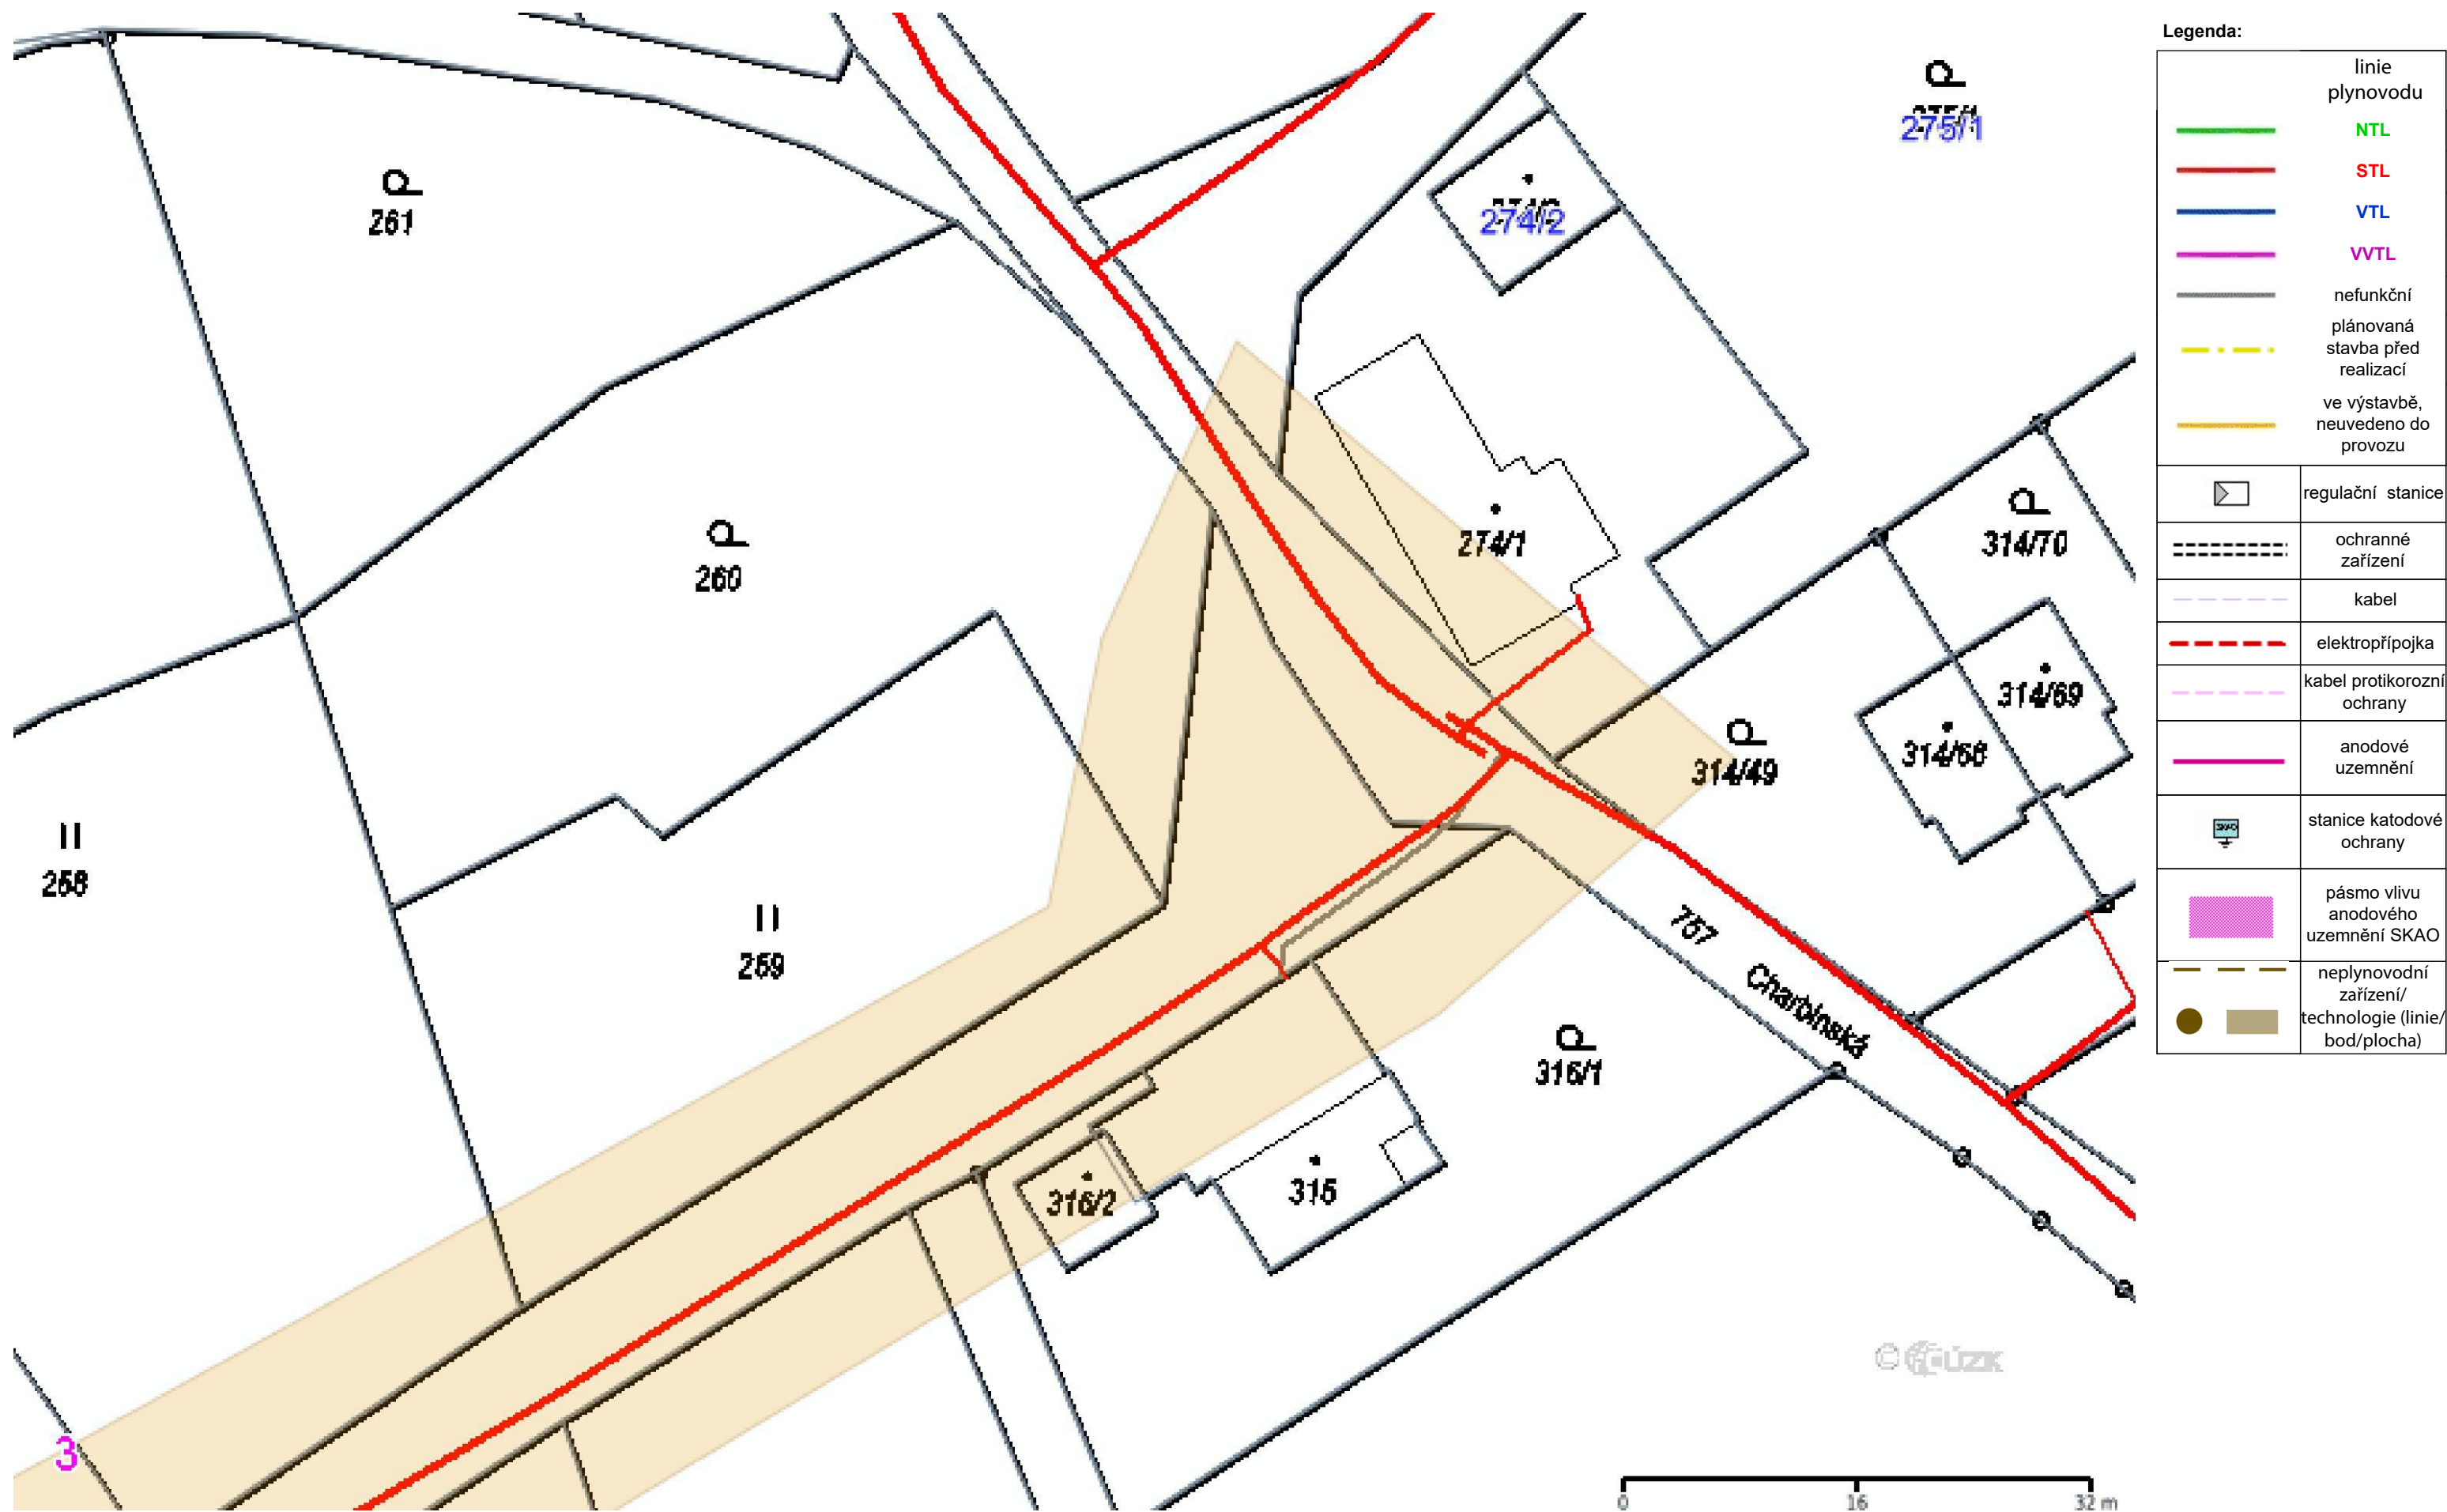 Legenda:
linie
plynovodu
NTL
STL
VTL
VVTL
nefunkční
plánovaná
stavba před
realizací
ve výstavbě,
neuvedeno do
provozu
regulační stanice
ochranné
zařízení
kabel
elektropřípojka
kabel protikorozní
ochrany
anodové
uzemnění
SKAO
stanice katodové
ochrany
pásmo vlivu
anodového
uzemnění SKAO
neplynovodní
zařízení/
technologie (linie/
bod/plocha)
275/1
261
274/2
274/1
314/70
260
314/69
314/68
314/49
258
259
757
Charbinská
316/1
316/2
315
3
© ČÚZK
0 16 32 m